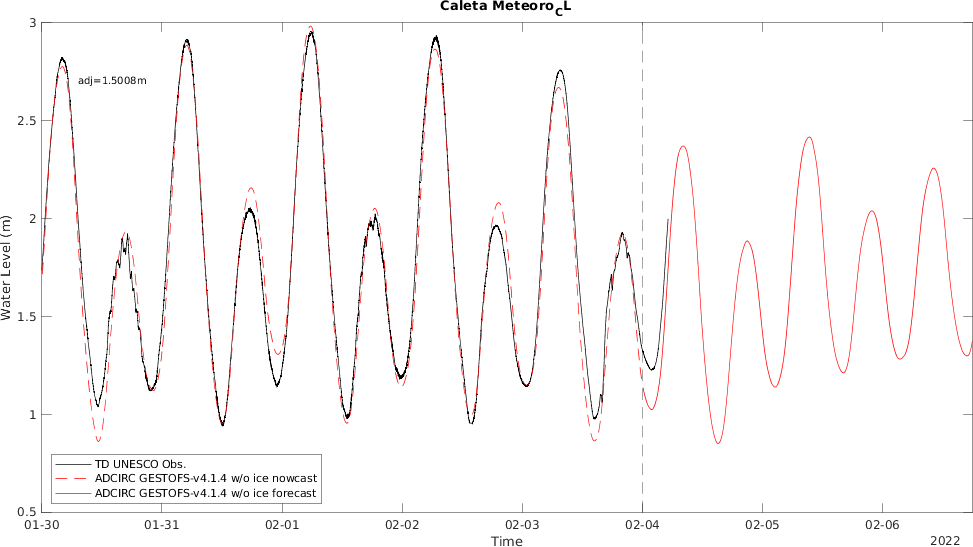 Caleta MeteoroCL
3
adj=1.5008m
2.5
2
Water Level (m)
1.5
1
TD UNESCO Obs.
ADCIRC GESTOFS-v4.1.4 w/o ice nowcast
ADCIRC GESTOFS-v4.1.4 w/o ice forecast
0.5
01-30 01-31 02-01 02-02 02-03 02-04 02-05 02-06
Time
2022